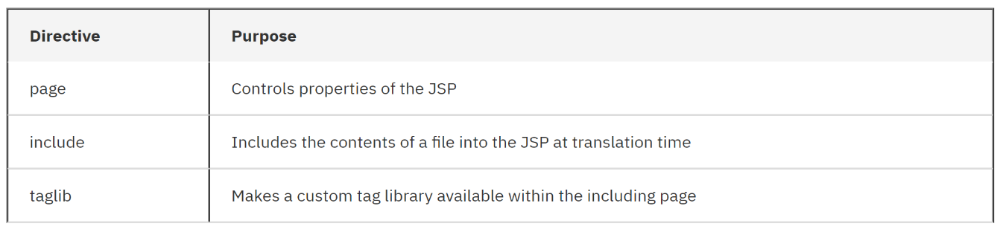 Directive Purpose
page Controls properties of the JSP
include Includes the contents of a file into the JSP at translation time
taglib Makes a custom tag library available within the including page